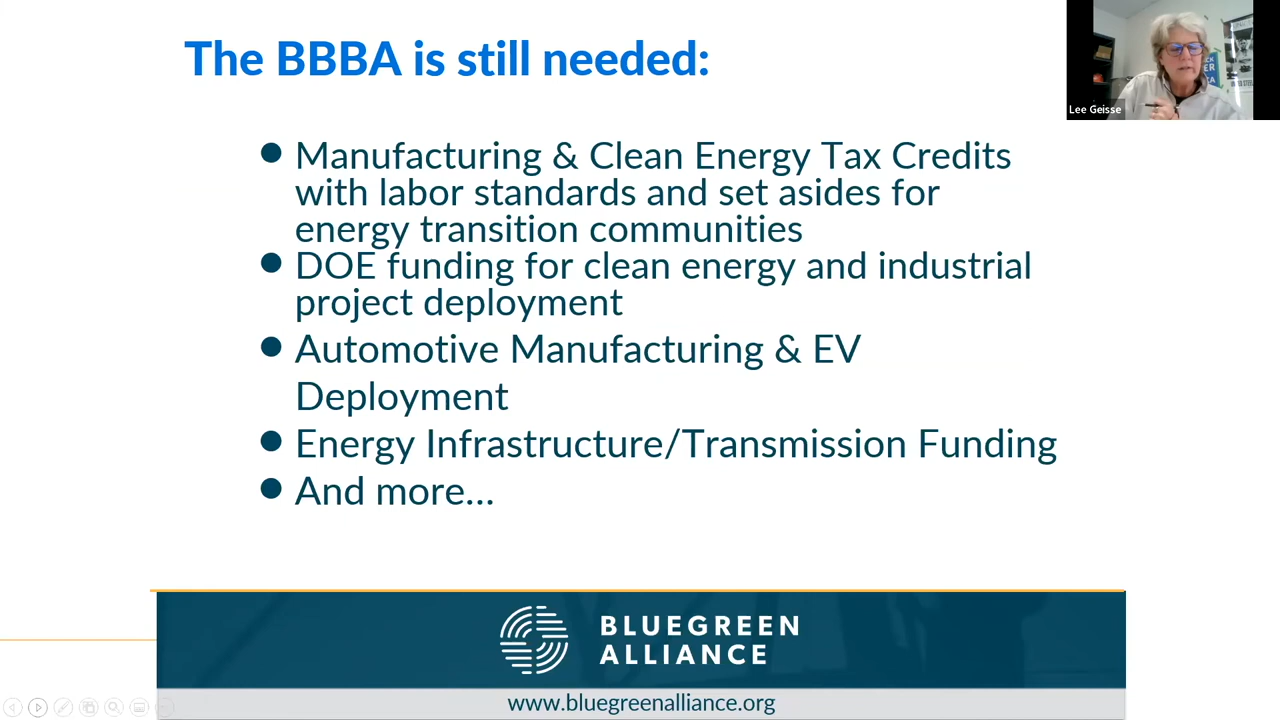 The BBBA is still needed:
Lee Geisse
● Manufacturing & Clean Energy Tax Credits
with labor standards and set asides for
energy transition communities
● DOE funding for clean energy and industrial
project deployment
● Automotive Manufacturing & EV
Deployment
● Energy Infrastructure/Transmission Funding
● And more...
BLUEGREEN
ALLIANCE
www.bluegreenalliance.org